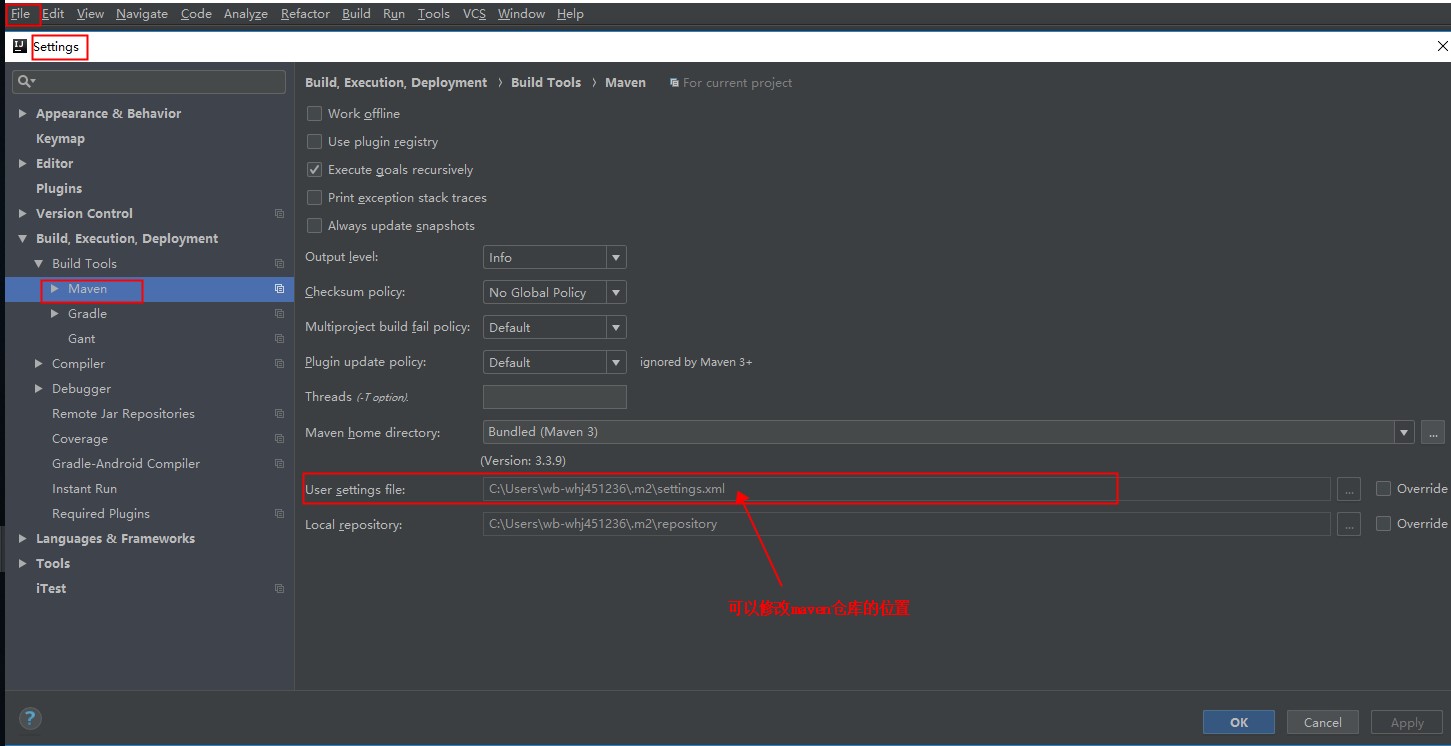 File Edit View Navigate Code Analyze Refactor Build Run Tools VCS Window Help
Settings
Build, Execution, Deployment › Build Tools › Maven For current project
Appearance & Behavior
Keymap
Editor
Plugins
Version Control
Build, Execution, Deployment
Build Tools
Maven
Gradle
Gant
Compiler
Debugger
Remote Jar Repositories
Coverage
Gradle-Android Compiler
Instant Run
Required Plugins
Languages & Frameworks
Tools
iTest
Work offline
Use plugin registry
Execute goals recursively
Print exception stack traces
Always update snapshots
Output level: Info
Checksum policy: No Global Policy
Multiproject build fail policy: Default
Plugin update policy: Default ignored by Maven 3+
Threads (-T option).
Maven home directory: Bundled (Maven 3) ...
(Version: 3.3.9)
User settings file: C:\Users\wb-whj451236\.m2\settings.xml ... Override
Local repository: C:\Users\wb-whj451236\.m2\repository ... Override
可以修改maven仓库的位置
? OK Cancel Apply